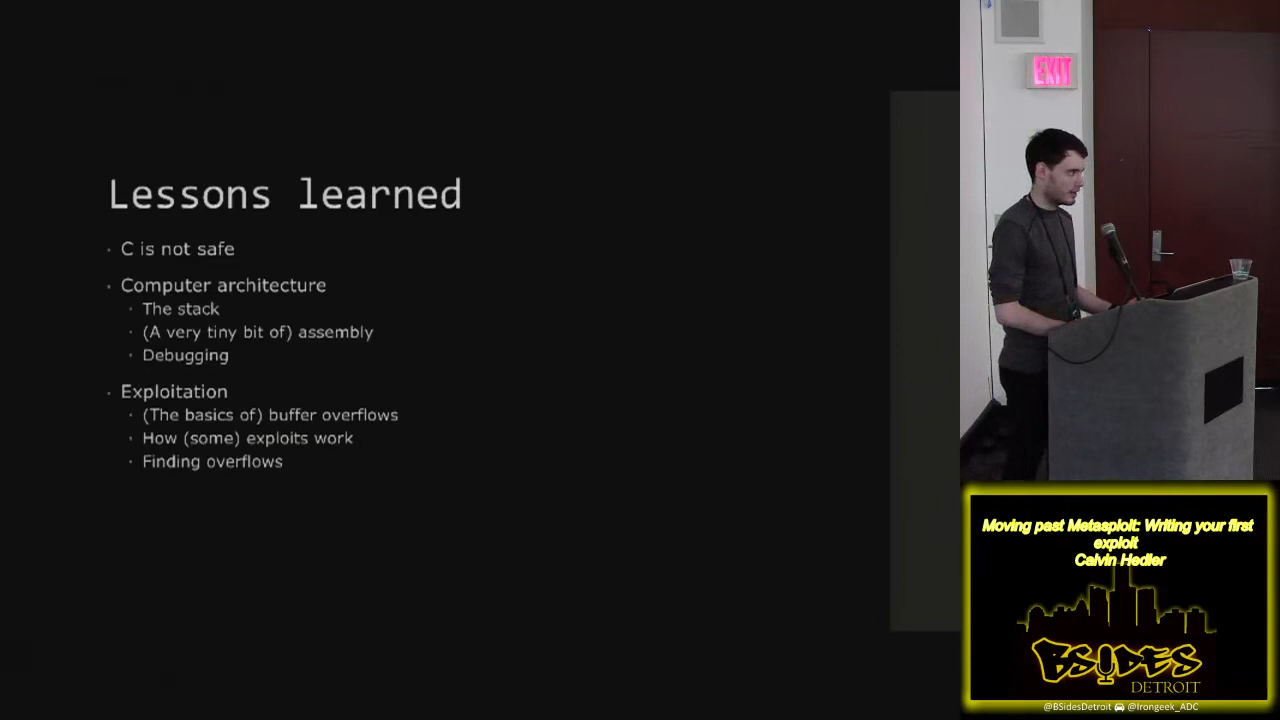 Lessons learned
· C is not safe
· Computer architecture
· The stack
· (A very tiny bit of) assembly
· Debugging
· Exploitation
· (The basics of) buffer overflows
· How (some) exploits work
· Finding overflows
EXIT
Moving past Metasploit: Writing your first
exploit
Calvin Hedler
BSIDES
DETROIT
@BSidesDetroit @Irongeek_ADC